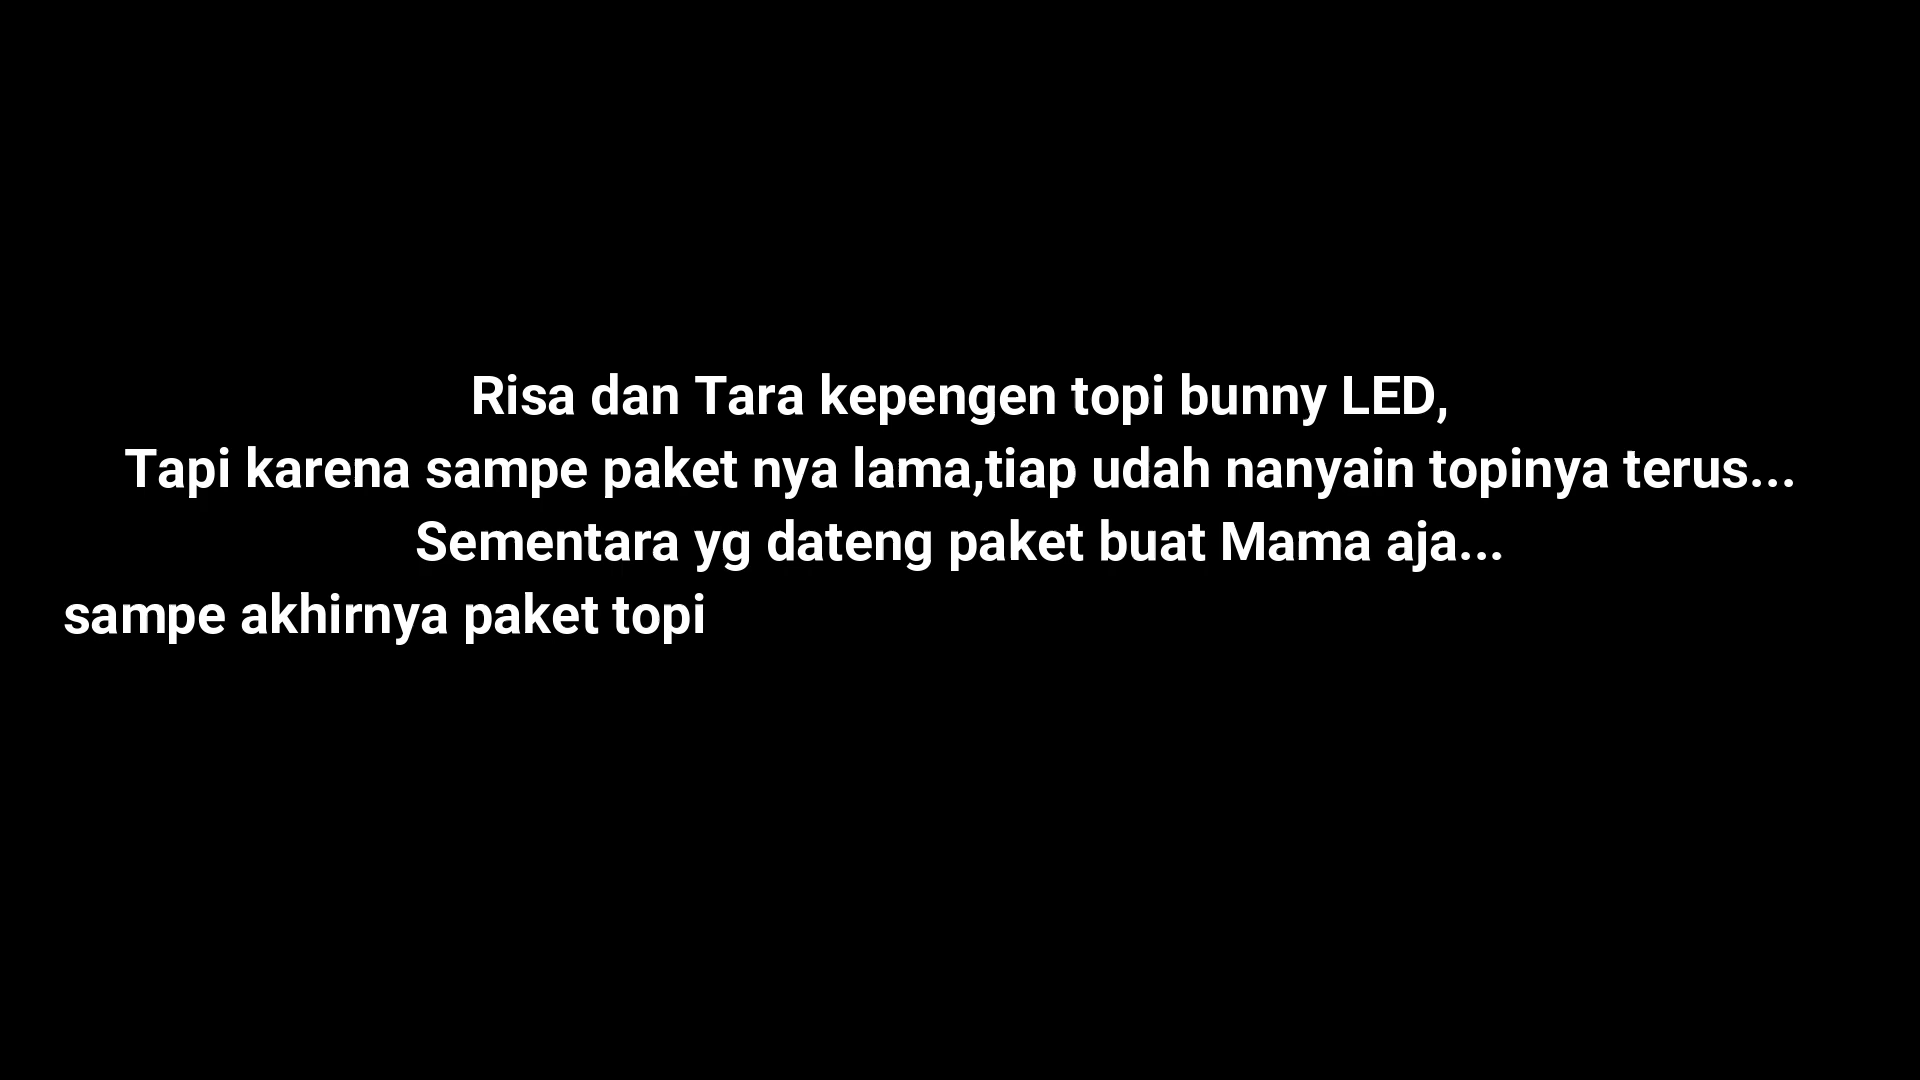 Risa dan Tara kepengen topi bunny LED,
Tapi karena sampe paket nya lama,tiap udah nanyain topinya terus...
Sementara yg dateng paket buat Mama aja...
sampe akhirnya paket topi